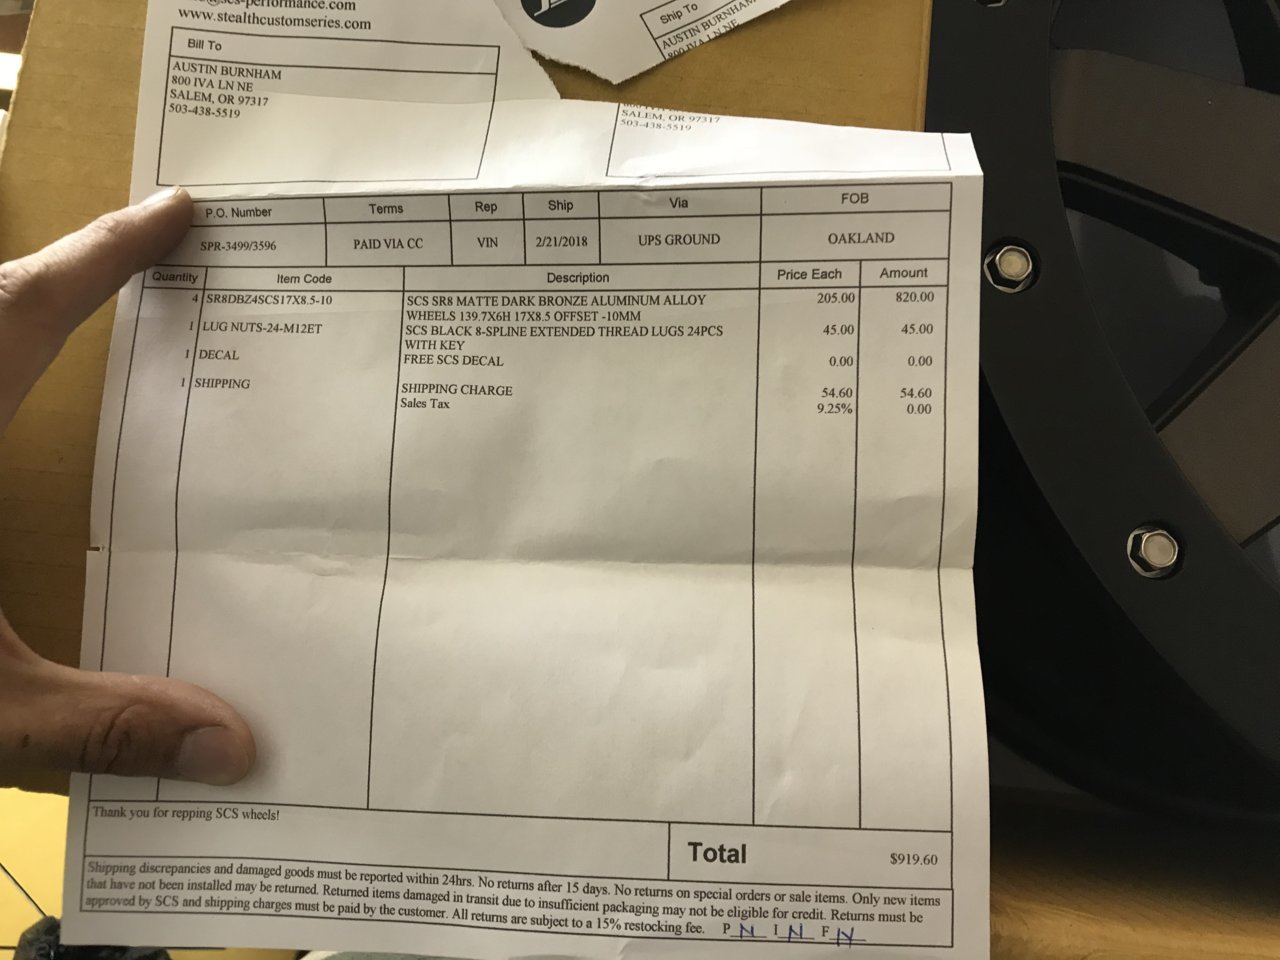 www.stealthcustomseries.com
Bill To
AUSTIN BURNHAM
800 IVA LN NE
SALEM, OR 97317
503-438-5519
Ship To
AUSTIN BURNHAM
800 IVA LN NE
SALEM, OR 97317
503-438-5519
P.O. Number Terms Rep Ship Via FOB
SPR-3499/3596 PAID VIA CC VIN 2/21/2018 UPS GROUND OAKLAND
Quantity Item Code Description Price Each Amount
4 SR8DBZ4SCS17X8.5-10 SCS SR8 MATTE DARK BRONZE ALUMINUM ALLOY 205.00 820.00
WHEELS 139.7X6H 17X8.5 OFFSET -10MM
1 LUG NUTS-24-M12ET SCS BLACK 8-SPLINE EXTENDED THREAD LUGS 24PCS 45.00 45.00
WITH KEY
1 DECAL FREE SCS DECAL 0.00 0.00
1 SHIPPING SHIPPING CHARGE 54.60 54.60
Sales Tax 9.25% 0.00
Thank you for repping SCS wheels!
Total $919.60
Shipping discrepancies and damaged goods must be reported within 24hrs. No returns after 15 days. No returns on special orders or sale items. Only new items
that have not been installed may be returned. Returned items damaged in transit due to insufficient packaging may not be eligible for credit. Returns must be
approved by SCS and shipping charges must be paid by the customer. All returns are subject to a 15% restocking fee. P N I N F N